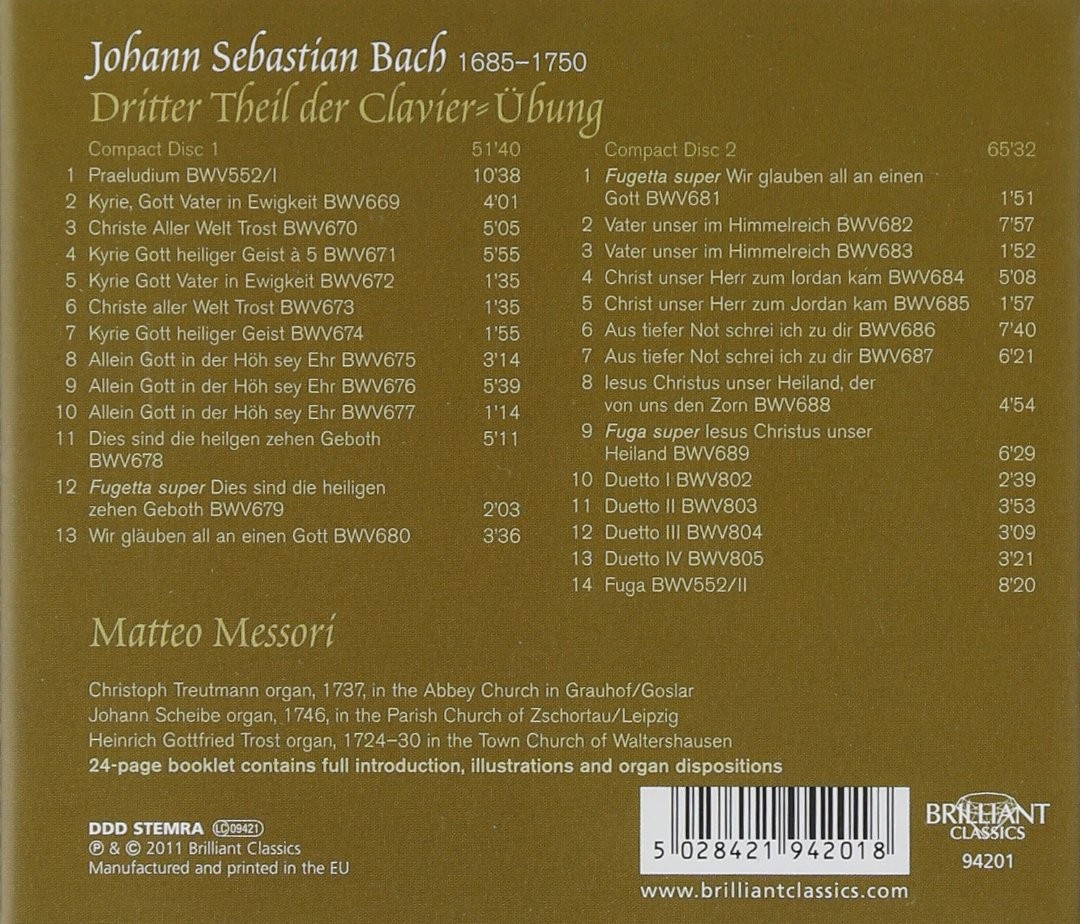 Johann Sebastian Bach 1685–1750
Dritter Theil der Clavier=Übung
Compact Disc 1 51'40
1 Praeludium BWV552/I 10'38
2 Kyrie, Gott Vater in Ewigkeit BWV669 4'01
3 Christe Aller Welt Trost BWV670 5'05
4 Kyrie Gott heiliger Geist à 5 BWV671 5'55
5 Kyrie Gott Vater in Ewigkeit BWV672 1'35
6 Christe aller Welt Trost BWV673 1'35
7 Kyrie Gott heiliger Geist BWV674 1'55
8 Allein Gott in der Höh sey Ehr BWV675 3'14
9 Allein Gott in der Höh sey Ehr BWV676 5'39
10 Allein Gott in der Höh sey Ehr BWV677 1'14
11 Dies sind die heilgen zehen Geboth 5'11
BWV678
12 Fugetta super Dies sind die heiligen
zehen Geboth BWV679 2'03
13 Wir gläuben all an einen Gott BWV680 3'36
Compact Disc 2 65'32
1 Fugetta super Wir glauben all an einen
Gott BWV681 1'51
2 Vater unser im Himmelreich BWV682 7'57
3 Vater unser im Himmelreich BWV683 1'52
4 Christ unser Herr zum Iordan kam BWV684 5'08
5 Christ unser Herr zum Jordan kam BWV685 1'57
6 Aus tiefer Not schrei ich zu dir BWV686 7'40
7 Aus tiefer Not schrei ich zu dir BWV687 6'21
8 Iesus Christus unser Heiland, der
von uns den Zorn BWV688 4'54
9 Fuga super Iesus Christus unser
Heiland BWV689 6'29
10 Duetto I BWV802 2'39
11 Duetto II BWV803 3'53
12 Duetto III BWV804 3'09
13 Duetto IV BWV805 3'21
14 Fuga BWV552/II 8'20
Matteo Messori
Christoph Treutmann organ, 1737, in the Abbey Church in Grauhof/Goslar
Johann Scheibe organ, 1746, in the Parish Church of Zschortau/Leipzig
Heinrich Gottfried Trost organ, 1724–30 in the Town Church of Waltershausen
24-page booklet contains full introduction, illustrations and organ dispositions
DDD STEMRA LC 09421
℗ & © 2011 Brilliant Classics
Manufactured and printed in the EU
5 028421 942018
www.brilliantclassics.com
BRILLIANT
CLASSICS
94201